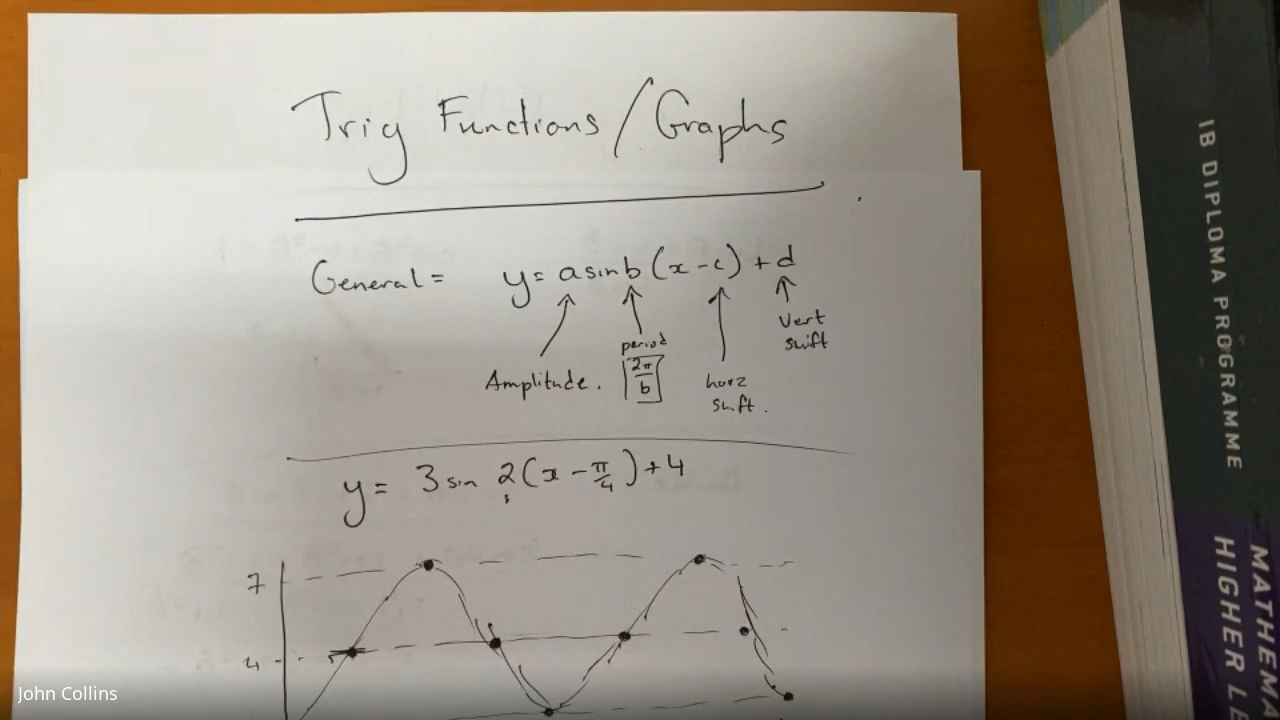 Trig Functions / Graphs
General = y = a sin b (x - c) + d
Amplitude.
period
2π
b
horz
shift.
Vert
shift
y = 3 sin 2 (x - π/4) + 4
7
4
John Collins
IB DIPLOMA PROGRAMME
MATHEMA
HIGHER LE